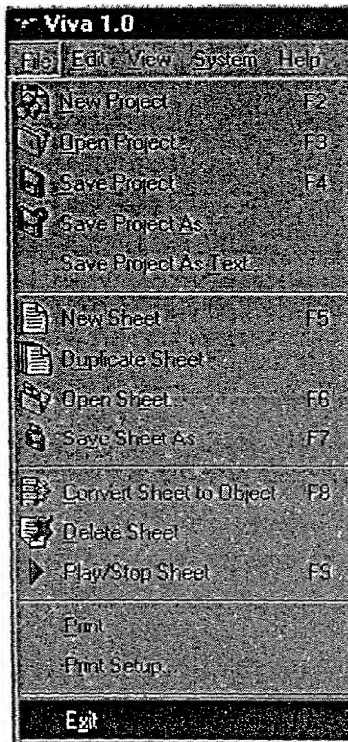 Viva 1.0
File Edit View System Help
New Project F2
Open Project... F3
Save Project F4
Save Project As...
Save Project As Text...
New Sheet F5
Duplicate Sheet
Open Sheet... F6
Save Sheet As... F7
Convert Sheet to Object F8
Delete Sheet
Play/Stop Sheet F9
Print
Print Setup...
Exit